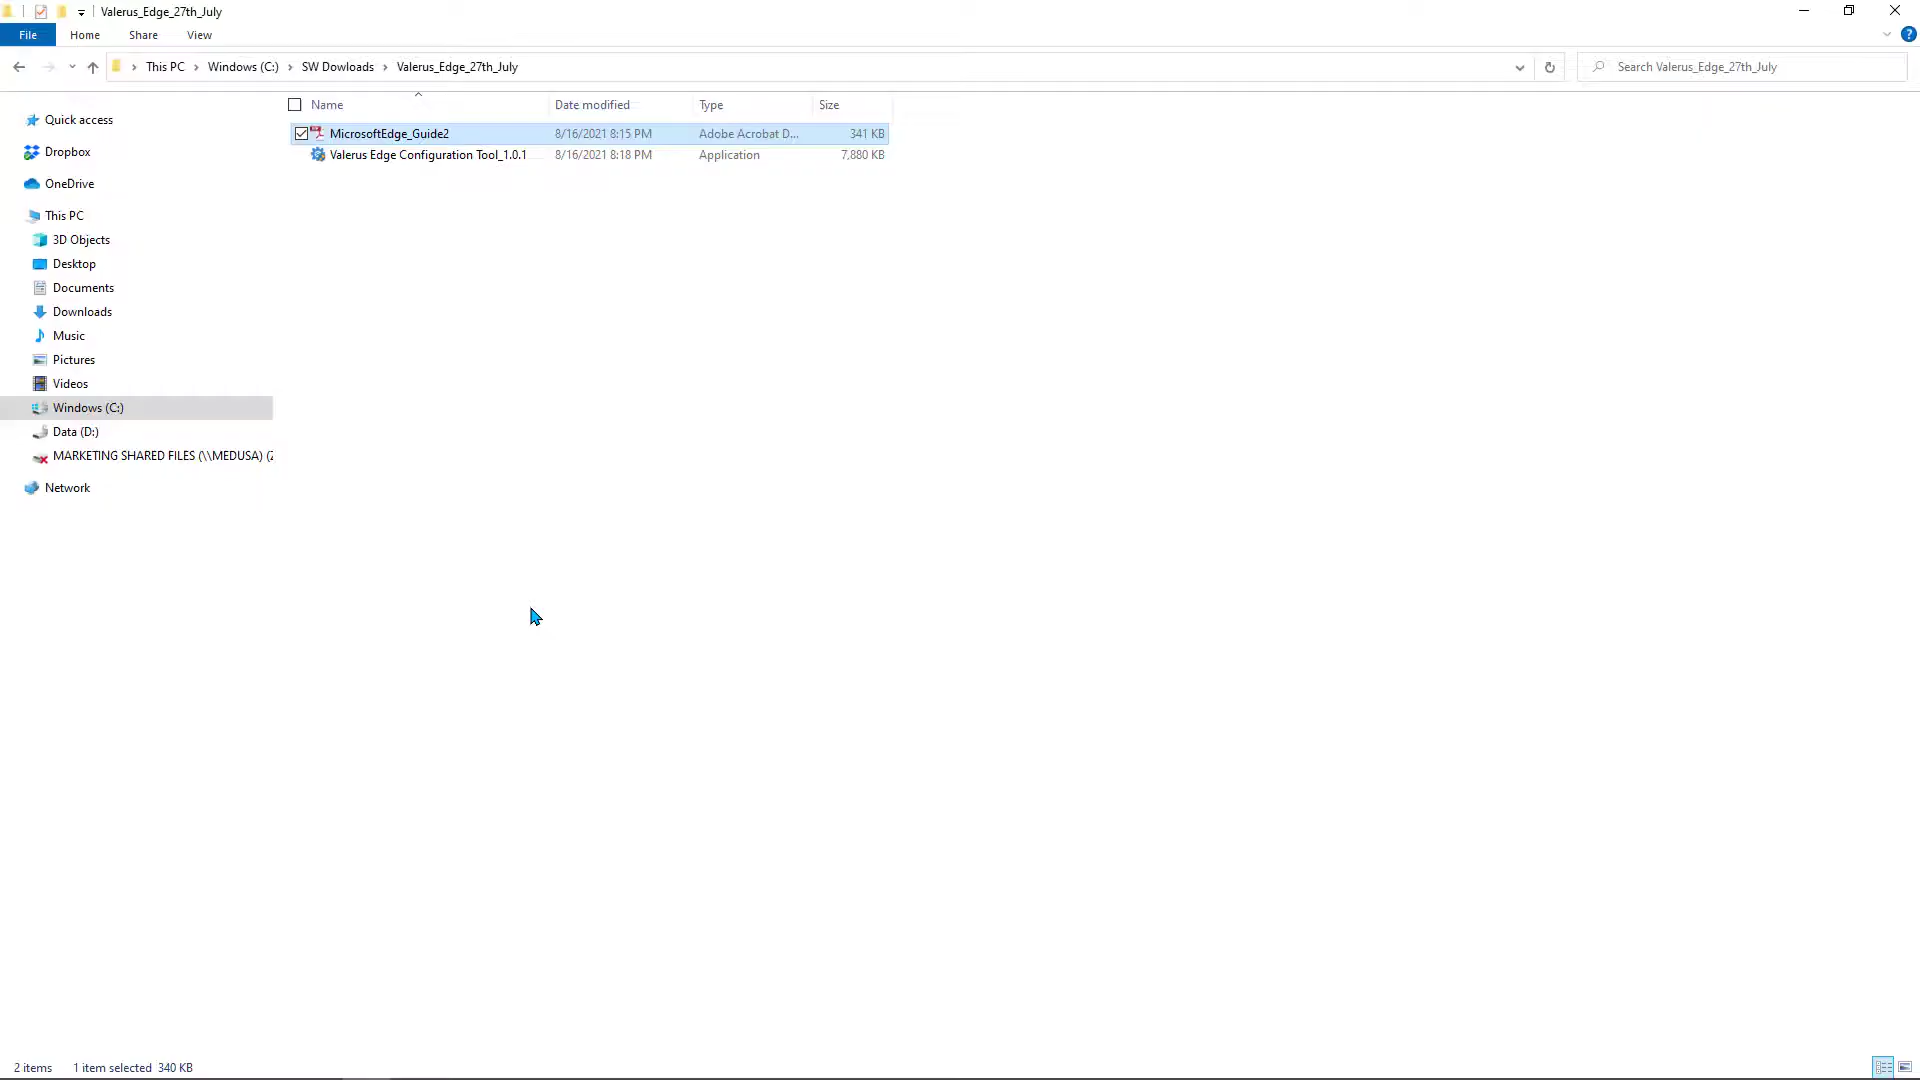 Valerus_Edge_27th_July
File Home Share View
This PC Windows (C:) SW Dowloads Valerus_Edge_27th_July
Search Valerus_Edge_27th_July
Name Date modified Type Size
MicrosoftEdge_Guide2 8/16/2021 8:15 PM Adobe Acrobat D... 341 KB
Valerus Edge Configuration Tool_1.0.1 8/16/2021 8:18 PM Application 7,880 KB
Quick access
Dropbox
OneDrive
This PC
3D Objects
Desktop
Documents
Downloads
Music
Pictures
Videos
Windows (C:)
Data (D:)
MARKETING SHARED FILES (\\MEDUSA) (Z
Network
2 items 1 item selected 340 KB